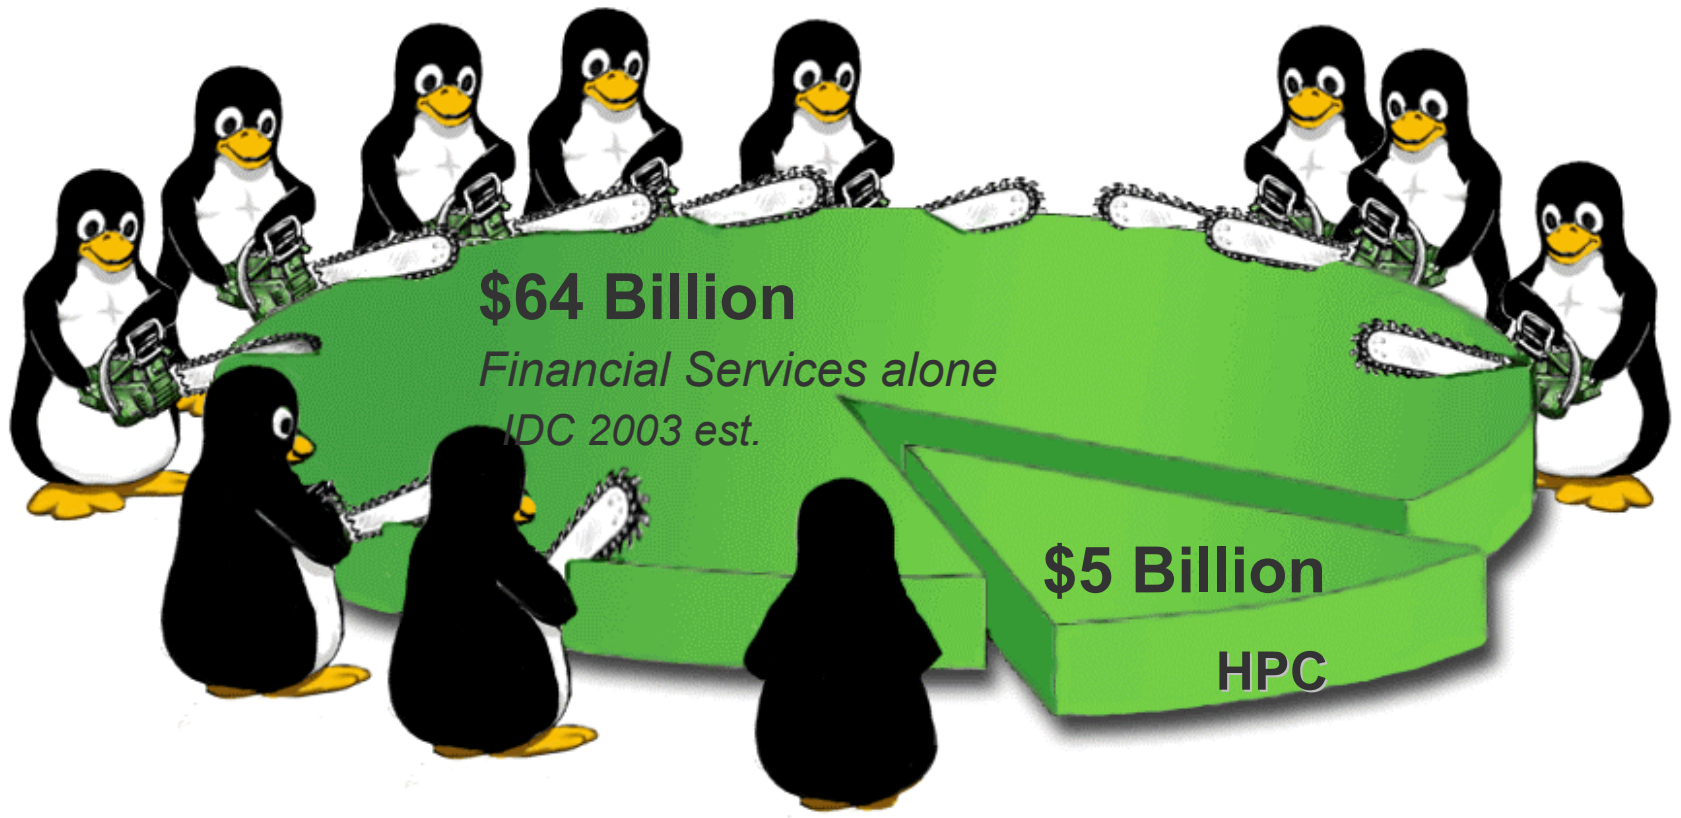 $64 Billion
Financial Services alone
IDC 2003 est.
$5 Billion
HPC